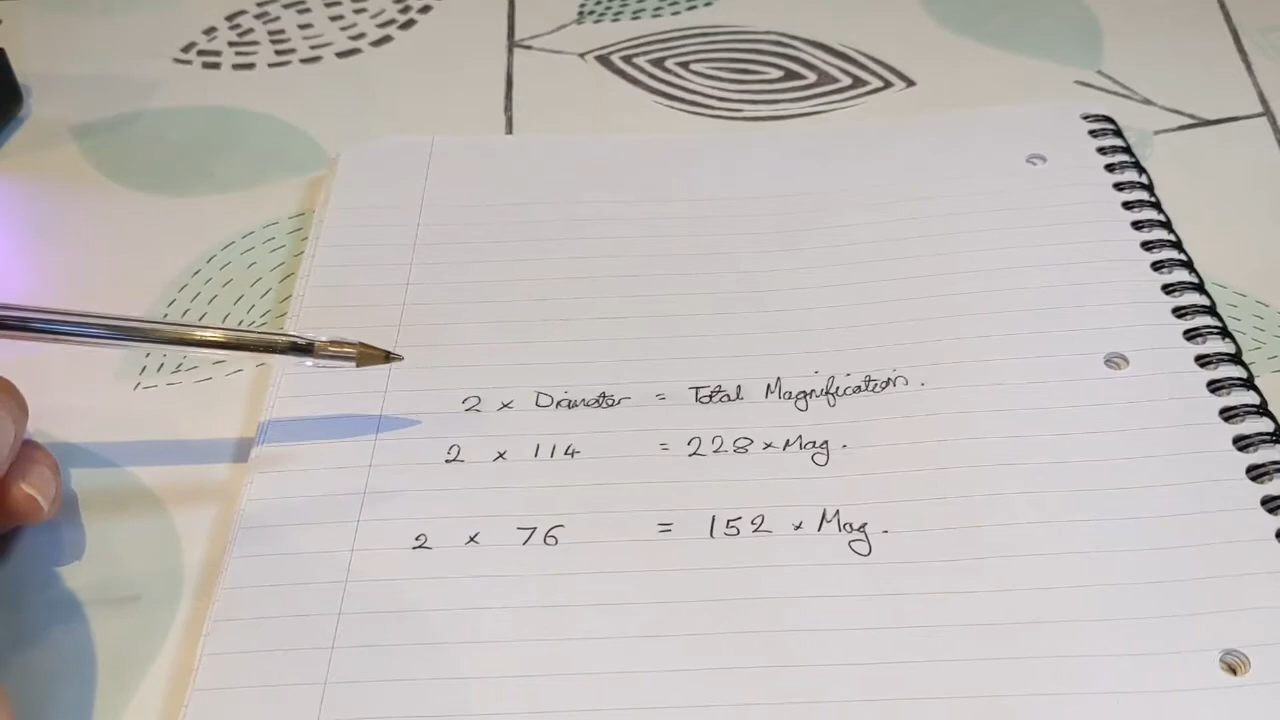 2 x Diameter = Total Magnification.
2 x 114 = 228 x Mag.
2 x 76 = 152 x Mag.